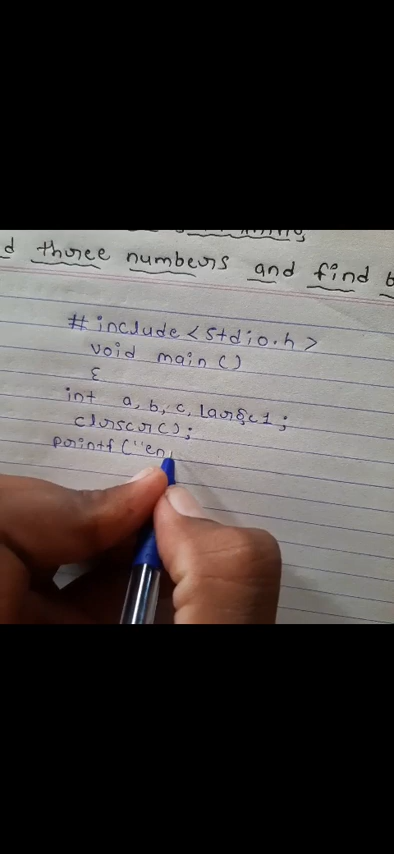 d three numbers and find b
#include <stdio.h>
void main ()
{
int a, b, c, large1;
clrscr();
printf ("en